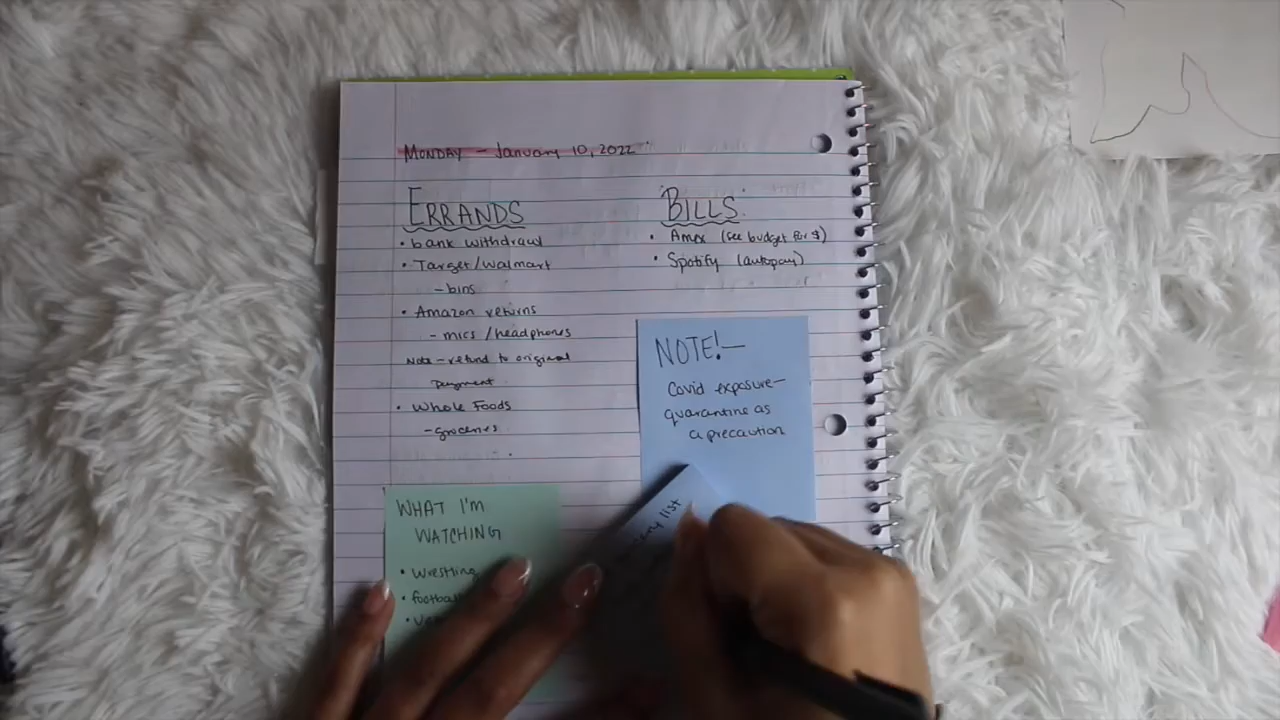 MONDAY - January 10, 2022
ERRANDS
• bank withdrawl
• Target/Walmart
- bins
• Amazon returns
- mics/headphones
Note - refund to original
payment
• Whole Foods
- groceries
BILLS
• Amex (see budget for $)
• Spotify (autopay)
NOTE!-
Covid exposure-
quarantine as
a precaution
WHAT I'M
WATCHING
• Wrestling
• football
list